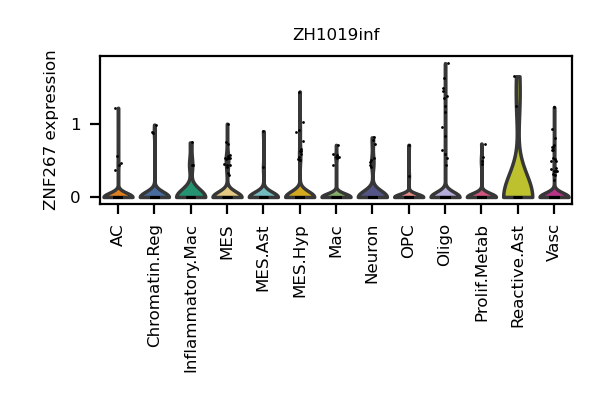 ZH1019inf
ZNF267 expression
1
0
AC
Chromatin.Reg
Inflammatory.Mac
MES
MES.Ast
MES.Hyp
Mac
Neuron
OPC
Oligo
Prolif.Metab
Reactive.Ast
Vasc